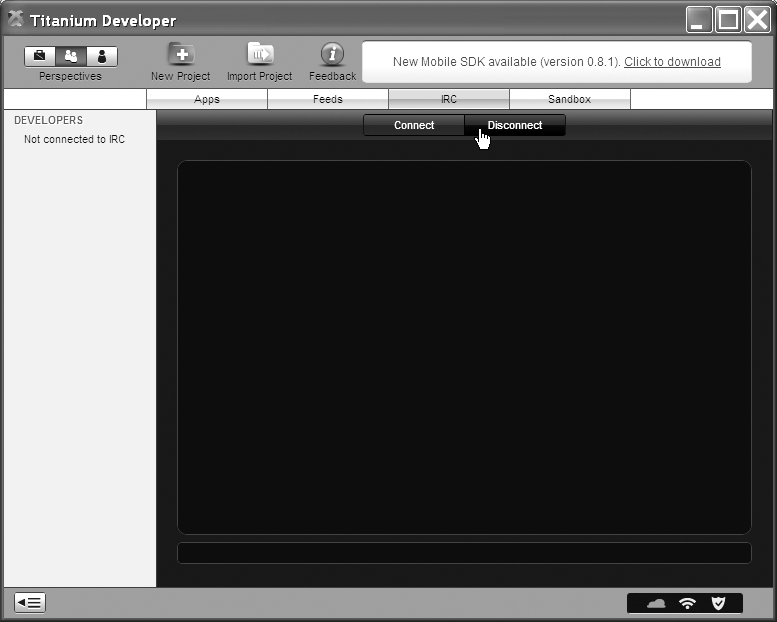 Titanium Developer
Perspectives
New Project
Import Project
Feedback
New Mobile SDK available (version 0.8.1). Click to download
Apps
Feeds
IRC
Sandbox
DEVELOPERS
Not connected to IRC
Connect
Disconnect